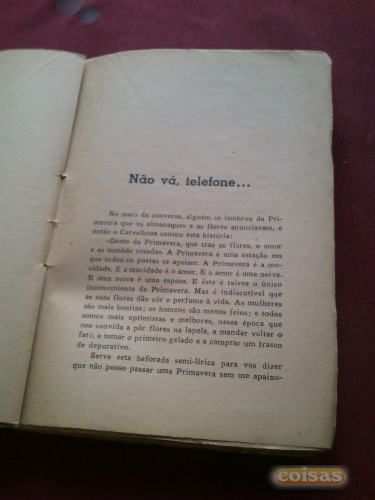 Não vá, telefone...
No meio da conversa, alguém se lembrou da Pri-
mavera que os almanaques e as flores anunciavam, e
então o Carvalhosa contou esta história:
«Gosto da Primavera, que traz as flores, o amor
e as manhãs rosadas. A Primavera é uma estação em
que todos os poetas se apeiam. A Primavera é a mo-
cidade. E a mocidade é o amor. E o amor é uma noiva.
E uma noiva é uma esposa. E êste é talvez o único
inconveniente da Primavera. Mas é indiscutível que
as suas flores dão côr e perfume à vida. As mulheres
são mais bonitas; os homens são menos feios; e todos
somos mais optimistas e melhores, nessa época que
nos convida a pôr flores na lapela, a mandar voltar o
fato, a tomar o primeiro gelado e a comprar um frasco
de depurativo.
Serve esta baforada semi-lírica para vos dizer
que não posso passar uma Primavera sem me apaixo-
coisas